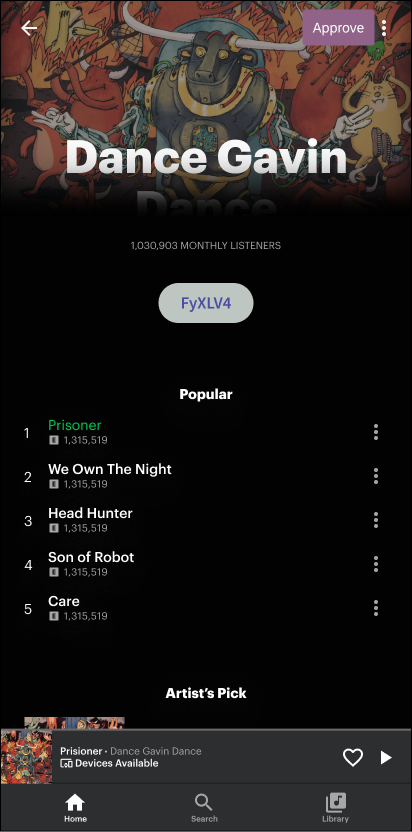 Approve
Dance Gavin
Dance
1,030,903 MONTHLY LISTENERS
FyXLV4
Popular
1
Prisoner
E 1,315,519
2
We Own The Night
E 1,315,519
3
Head Hunter
E 1,315,519
4
Son of Robot
E 1,315,519
5
Care
E 1,315,519
Artist's Pick
Prisoner • Dance Gavin Dance
Devices Available
Home Search Library